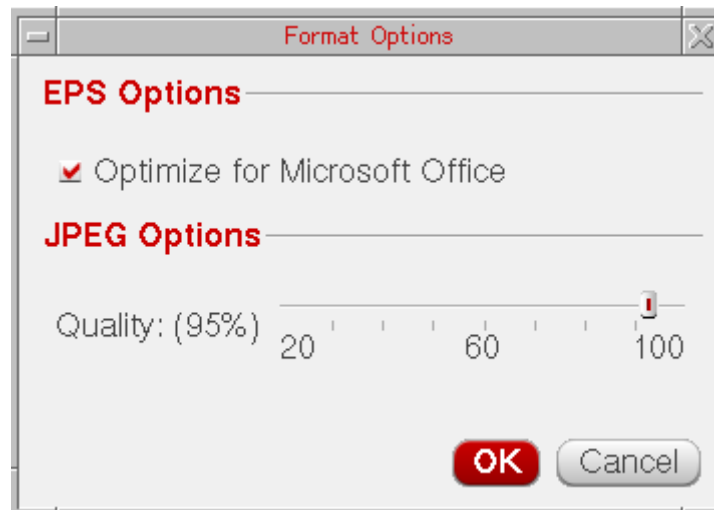 Format Options
EPS Options
Optimize for Microsoft Office
JPEG Options
Quality: (95%)
20 60 100
OK Cancel